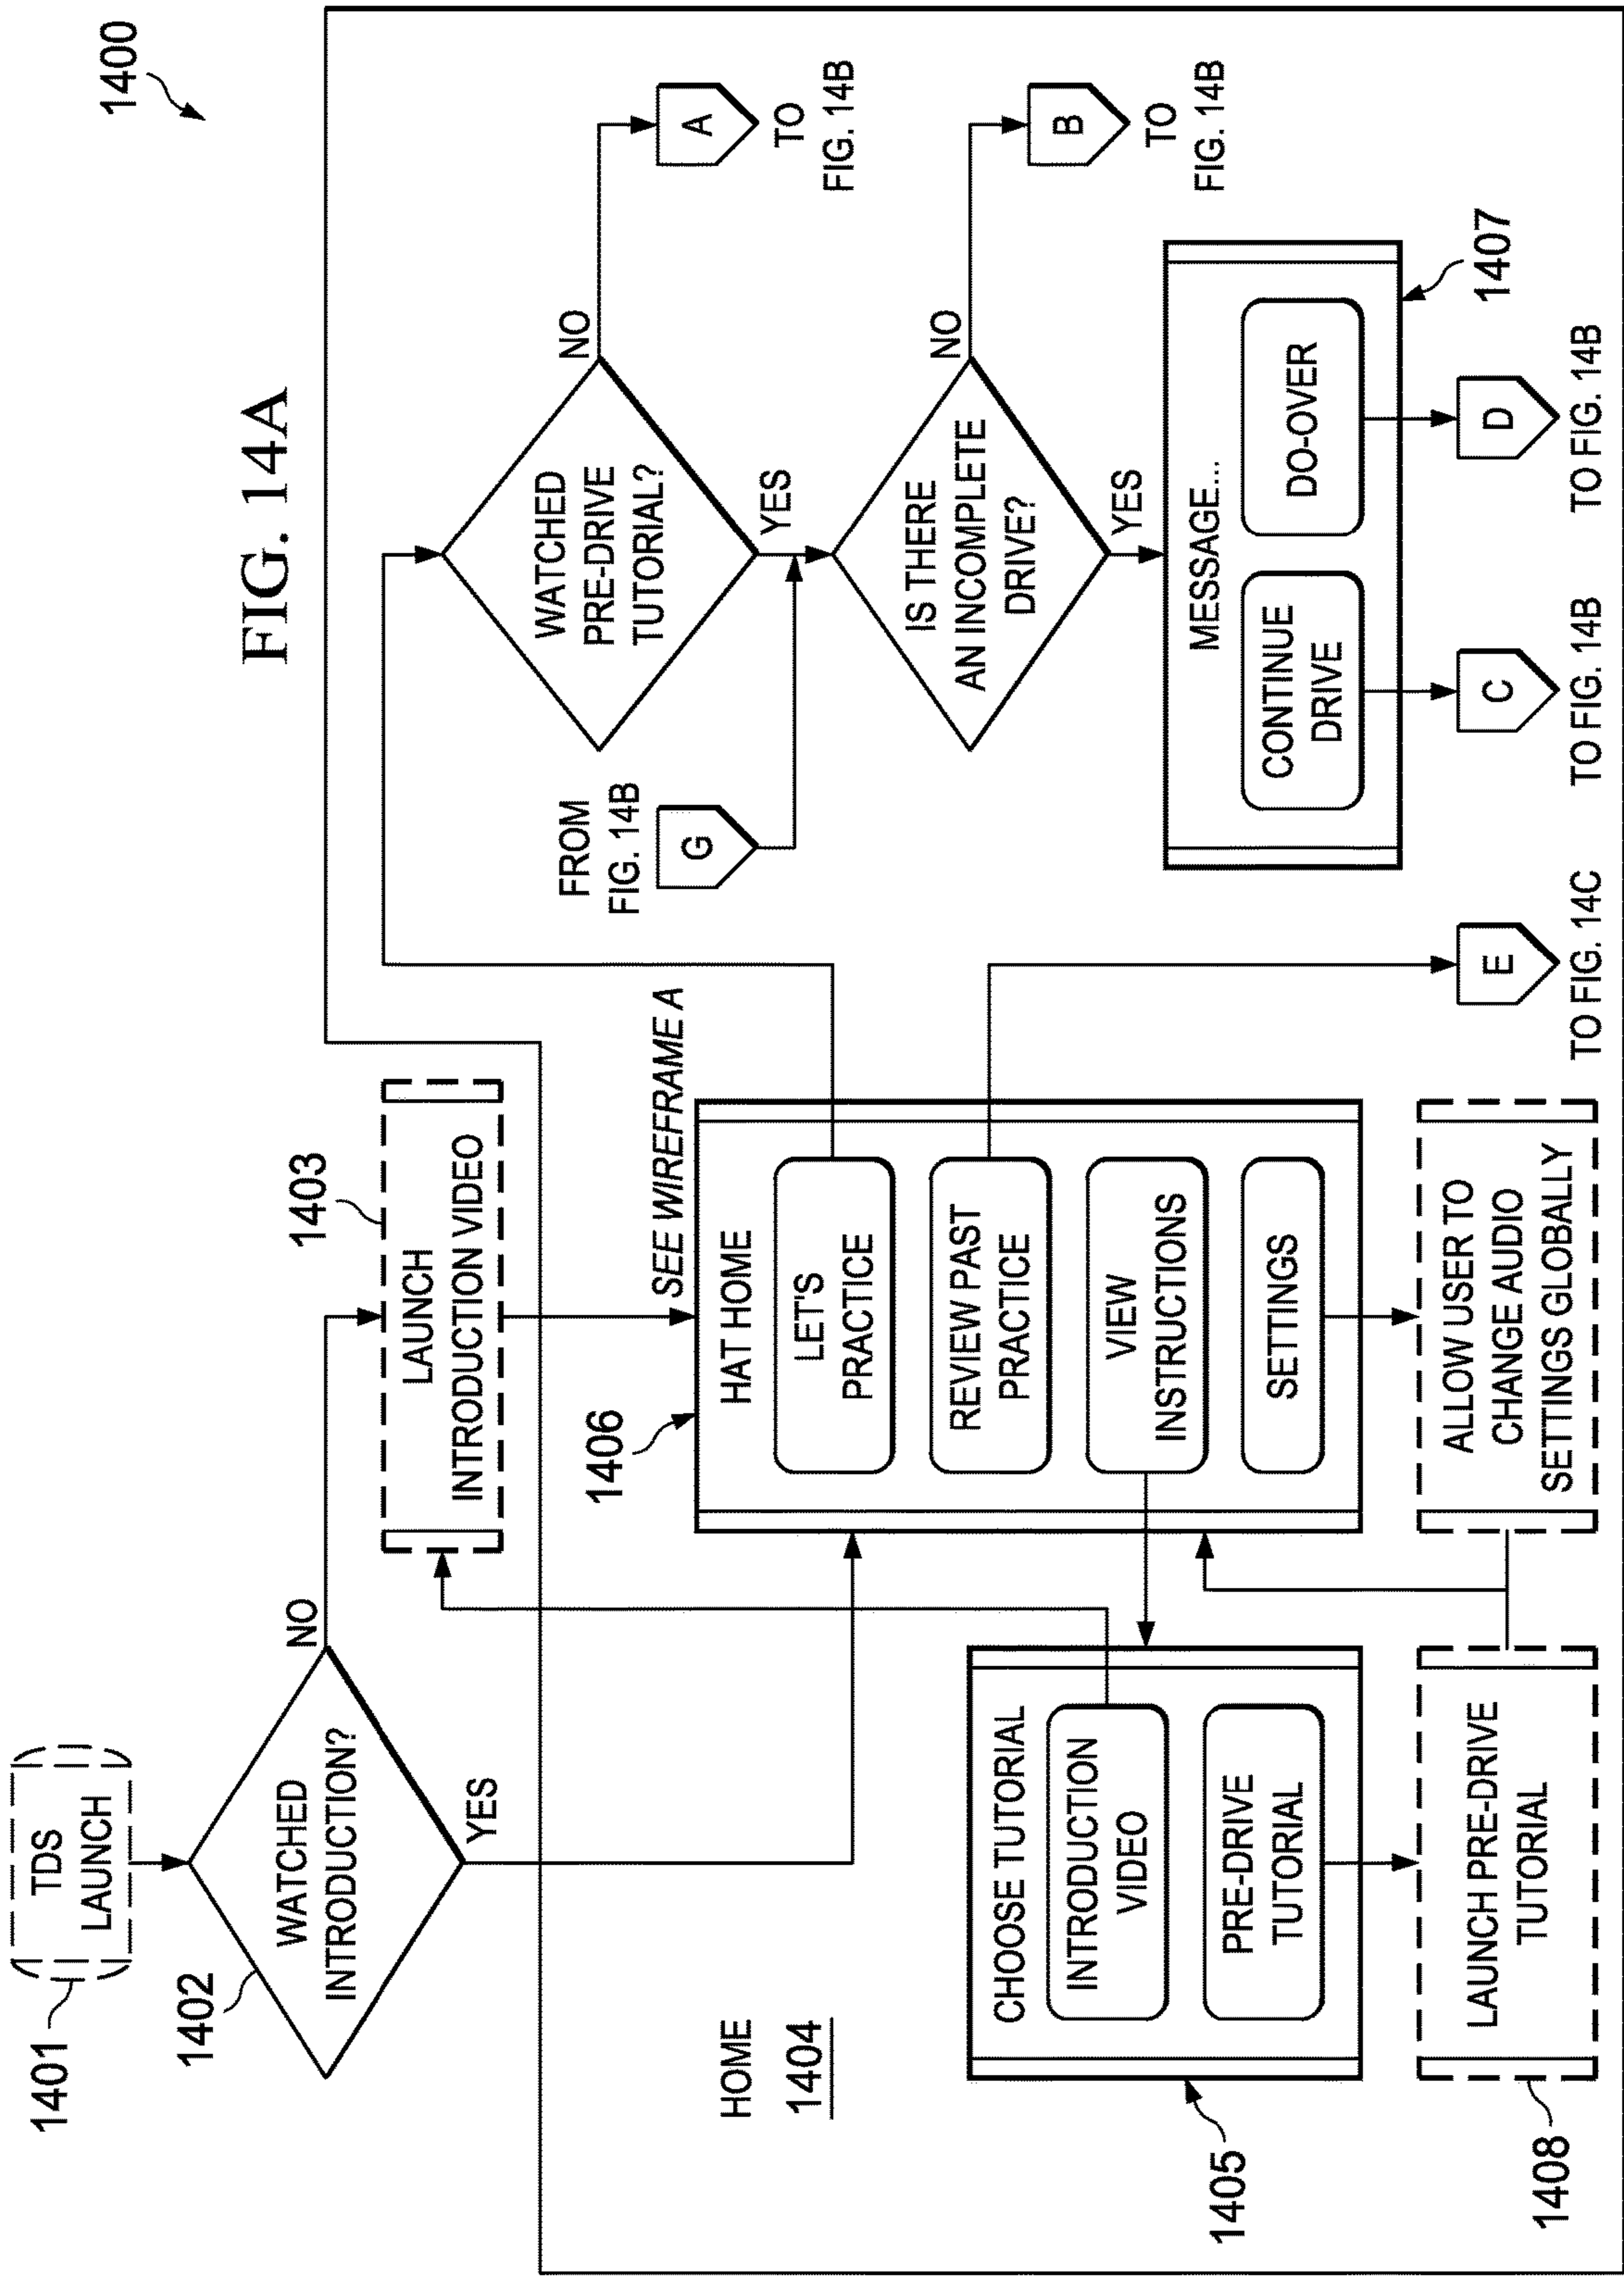 FIG. 14A
1400
1401
TDS
LAUNCH
1402
WATCHED
INTRODUCTION?
NO
YES
1403
LAUNCH
INTRODUCTION VIDEO
HOME
1404
SEE WIREFRAME A
1406
HAT HOME
LET'S
PRACTICE
REVIEW PAST
PRACTICE
VIEW
INSTRUCTIONS
SETTINGS
ALLOW USER TO
CHANGE AUDIO
SETTINGS GLOBALLY
1405
CHOOSE TUTORIAL
INTRODUCTION
VIDEO
PRE-DRIVE
TUTORIAL
1408
LAUNCH PRE-DRIVE
TUTORIAL
WATCHED
PRE-DRIVE
TUTORIAL?
NO
A
TO
FIG. 14B
YES
FROM
FIG. 14B
G
IS THERE
AN INCOMPLETE
DRIVE?
NO
B
TO
FIG. 14B
YES
MESSAGE...
CONTINUE
DRIVE
DO-OVER
1407
E
TO FIG. 14C
C
TO FIG. 14B
D
TO FIG. 14B